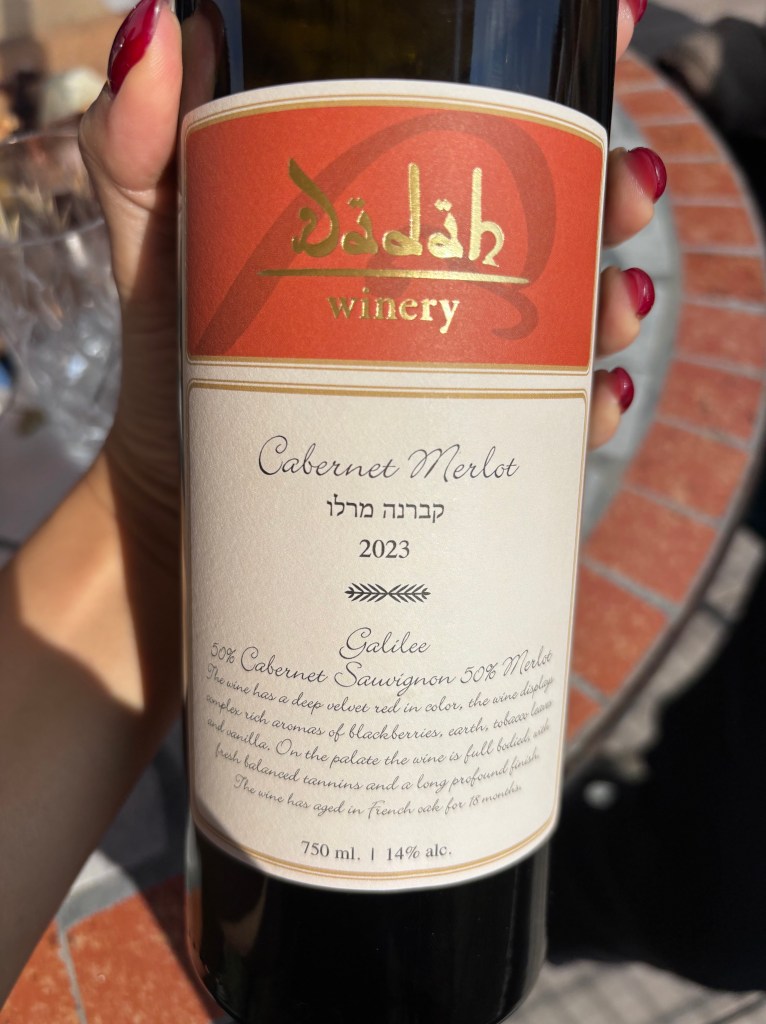 Vädäh
winery
Cabernet Merlot
קברנה מרלו
2023
Galilee
50% Cabernet Sauvignon 50% Merlot
The wine has a deep velvet red in color, the wine displays
complex rich aromas of blackberries, earth, tobacco leaves
and vanilla. On the palate the wine is full bodied, with
fresh balanced tannins and a long profound finish.
The wine has aged in French oak for 18 months.
750 ml. | 14% alc.